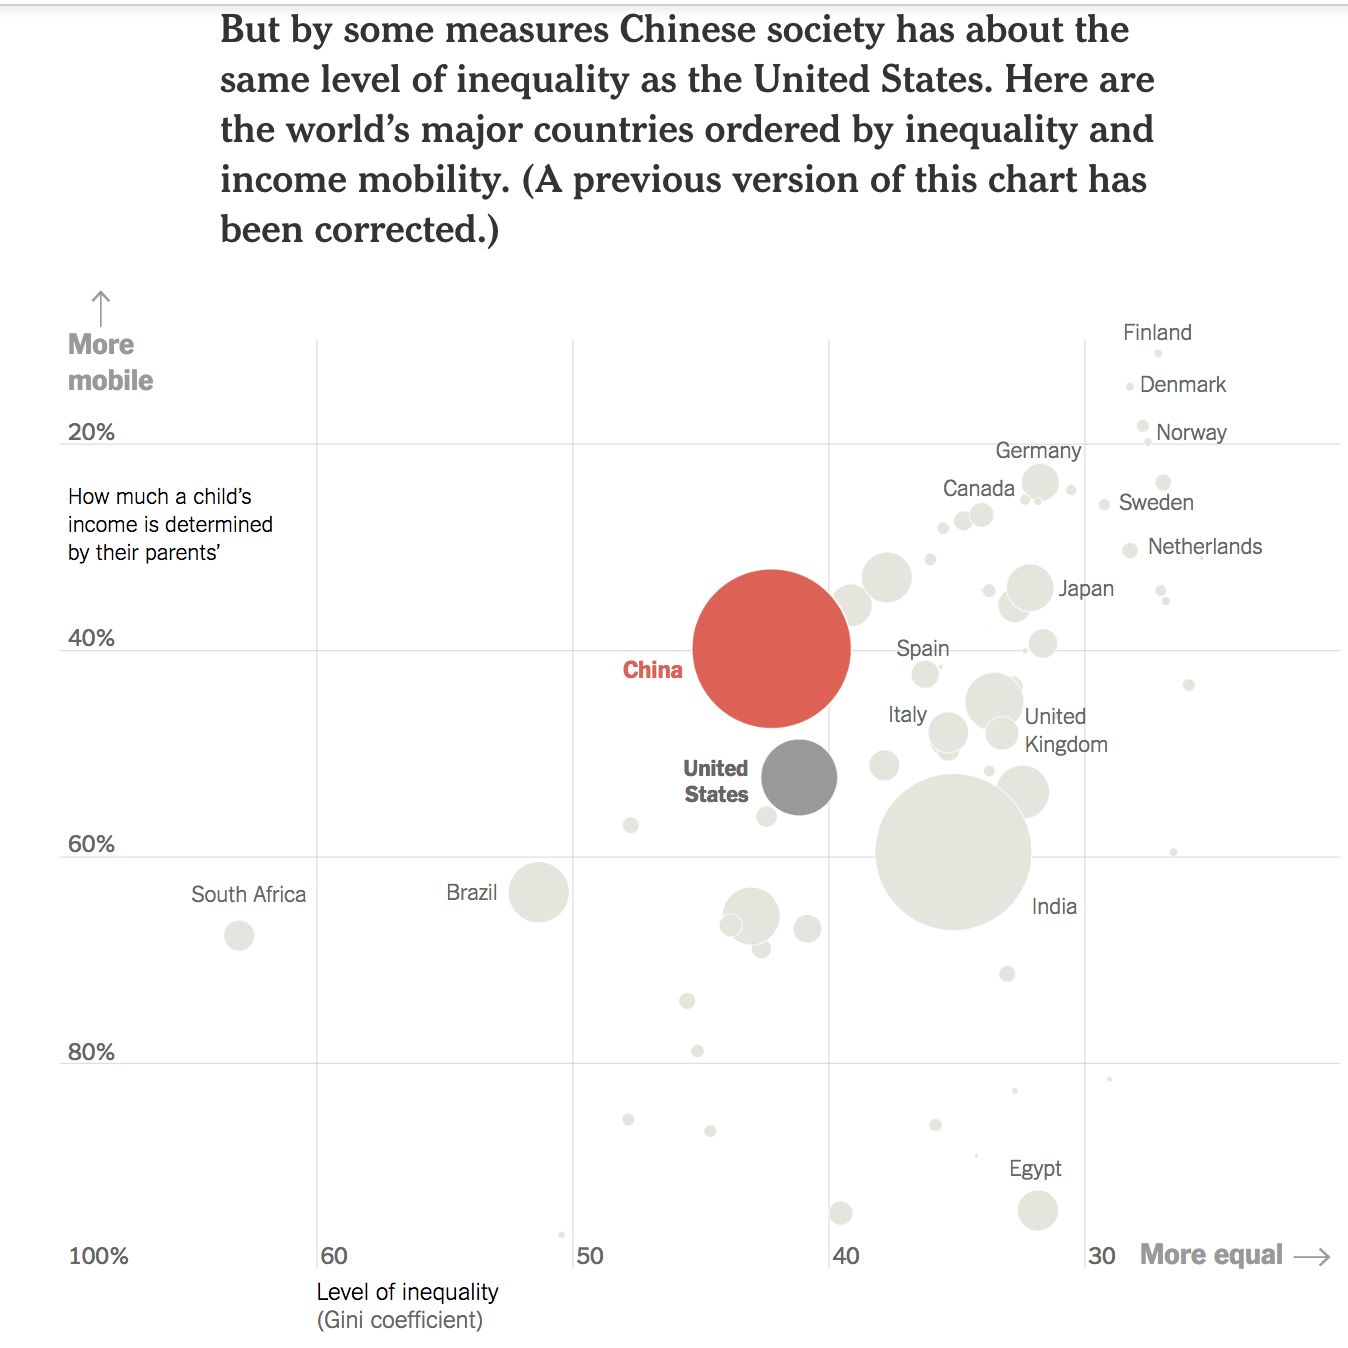 But by some measures Chinese society has about the
same level of inequality as the United States. Here are
the world’s major countries ordered by inequality and
income mobility. (A previous version of this chart has
been corrected.)
More
mobile
Finland
Denmark
20%
Norway
Germany
Canada
How much a child’s
income is determined
by their parents’
Sweden
Netherlands
Japan
40%
Spain
China
Italy
United
Kingdom
United
States
60%
South Africa
Brazil
India
80%
Egypt
100%
60
50
40
30
More equal
Level of inequality
(Gini coefficient)